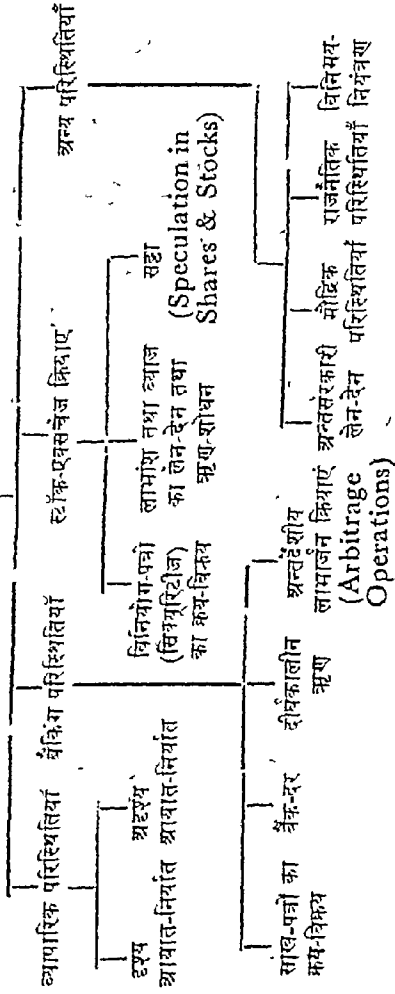 व्यापारिक परिस्थितियाँ
बैंकिंग परिस्थितियाँ
स्टॉक-एक्सचेंज क्रियाएं
अन्य परिस्थितियाँ
दृश्य
आयात-निर्यात
अदृश्य
आयात-निर्यात
विनियोग-पत्रों
(सिक्यूरिटीज)
का क्रय-विक्रय
लाभांश तथा ब्याज
का लेन-देन तथा
ऋण-शोधन
सट्टा
(Speculation in
Shares & Stocks)
साख-पत्रों का
क्रय-विक्रय
बैंक-दर
दीर्घकालीन
ऋण
अन्तर्देशीय
लाभार्जन क्रियाएं
(Arbitrage
Operations)
अन्तर्सरकारी
लेन-देन
मौद्रिक
परिस्थितियाँ
राजनैतिक
परिस्थितियाँ
विनिमय-
नियंत्रण